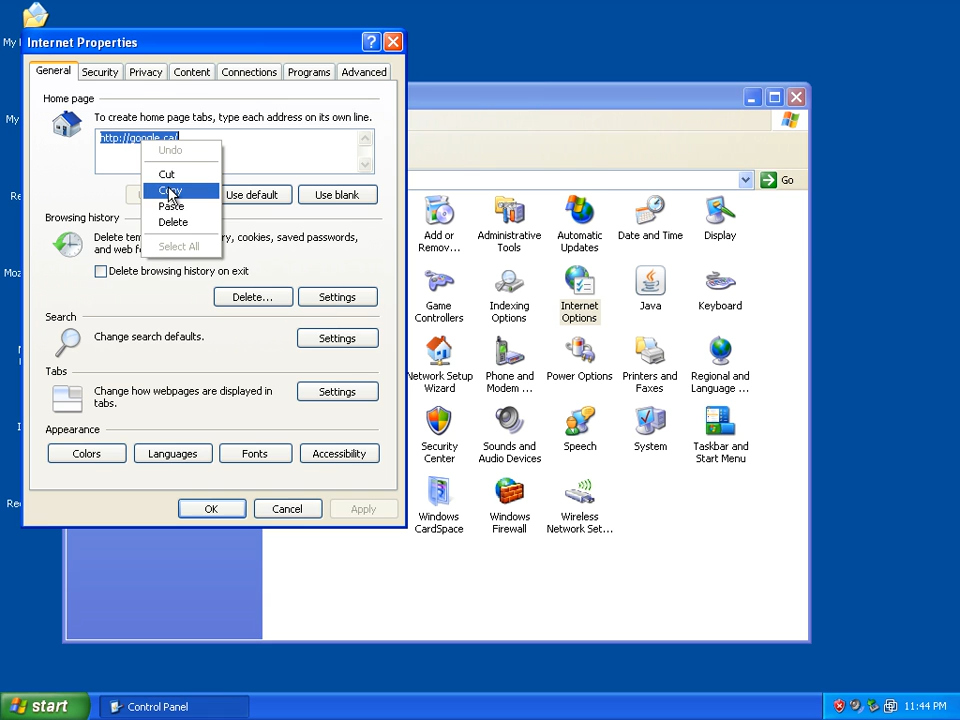 My
Internet Properties
General
Security
Privacy
Content
Connections
Programs
Advanced
Home page
To create home page tabs, type each address on its own line.
http://google.ca/
Undo
Cut
Copy
Paste
Delete
Select All
Use default
Use blank
Browsing history
Delete tem
ry, cookies, saved passwords,
and web f
Delete browsing history on exit
Delete...
Settings
Search
Change search defaults.
Settings
Tabs
Change how webpages are displayed in
tabs.
Settings
Appearance
Colors
Languages
Fonts
Accessibility
OK
Cancel
Apply
My
Re
Moz
Rec
Go
Add or
Remov...
Administrative
Tools
Automatic
Updates
Date and Time
Display
Game
Controllers
Indexing
Options
Internet
Options
Java
Keyboard
Network Setup
Wizard
Phone and
Modem ...
Power Options
Printers and
Faxes
Regional and
Language ...
Security
Center
Sounds and
Audio Devices
Speech
System
Taskbar and
Start Menu
Windows
CardSpace
Windows
Firewall
Wireless
Network Set...
start
Control Panel
11:44 PM